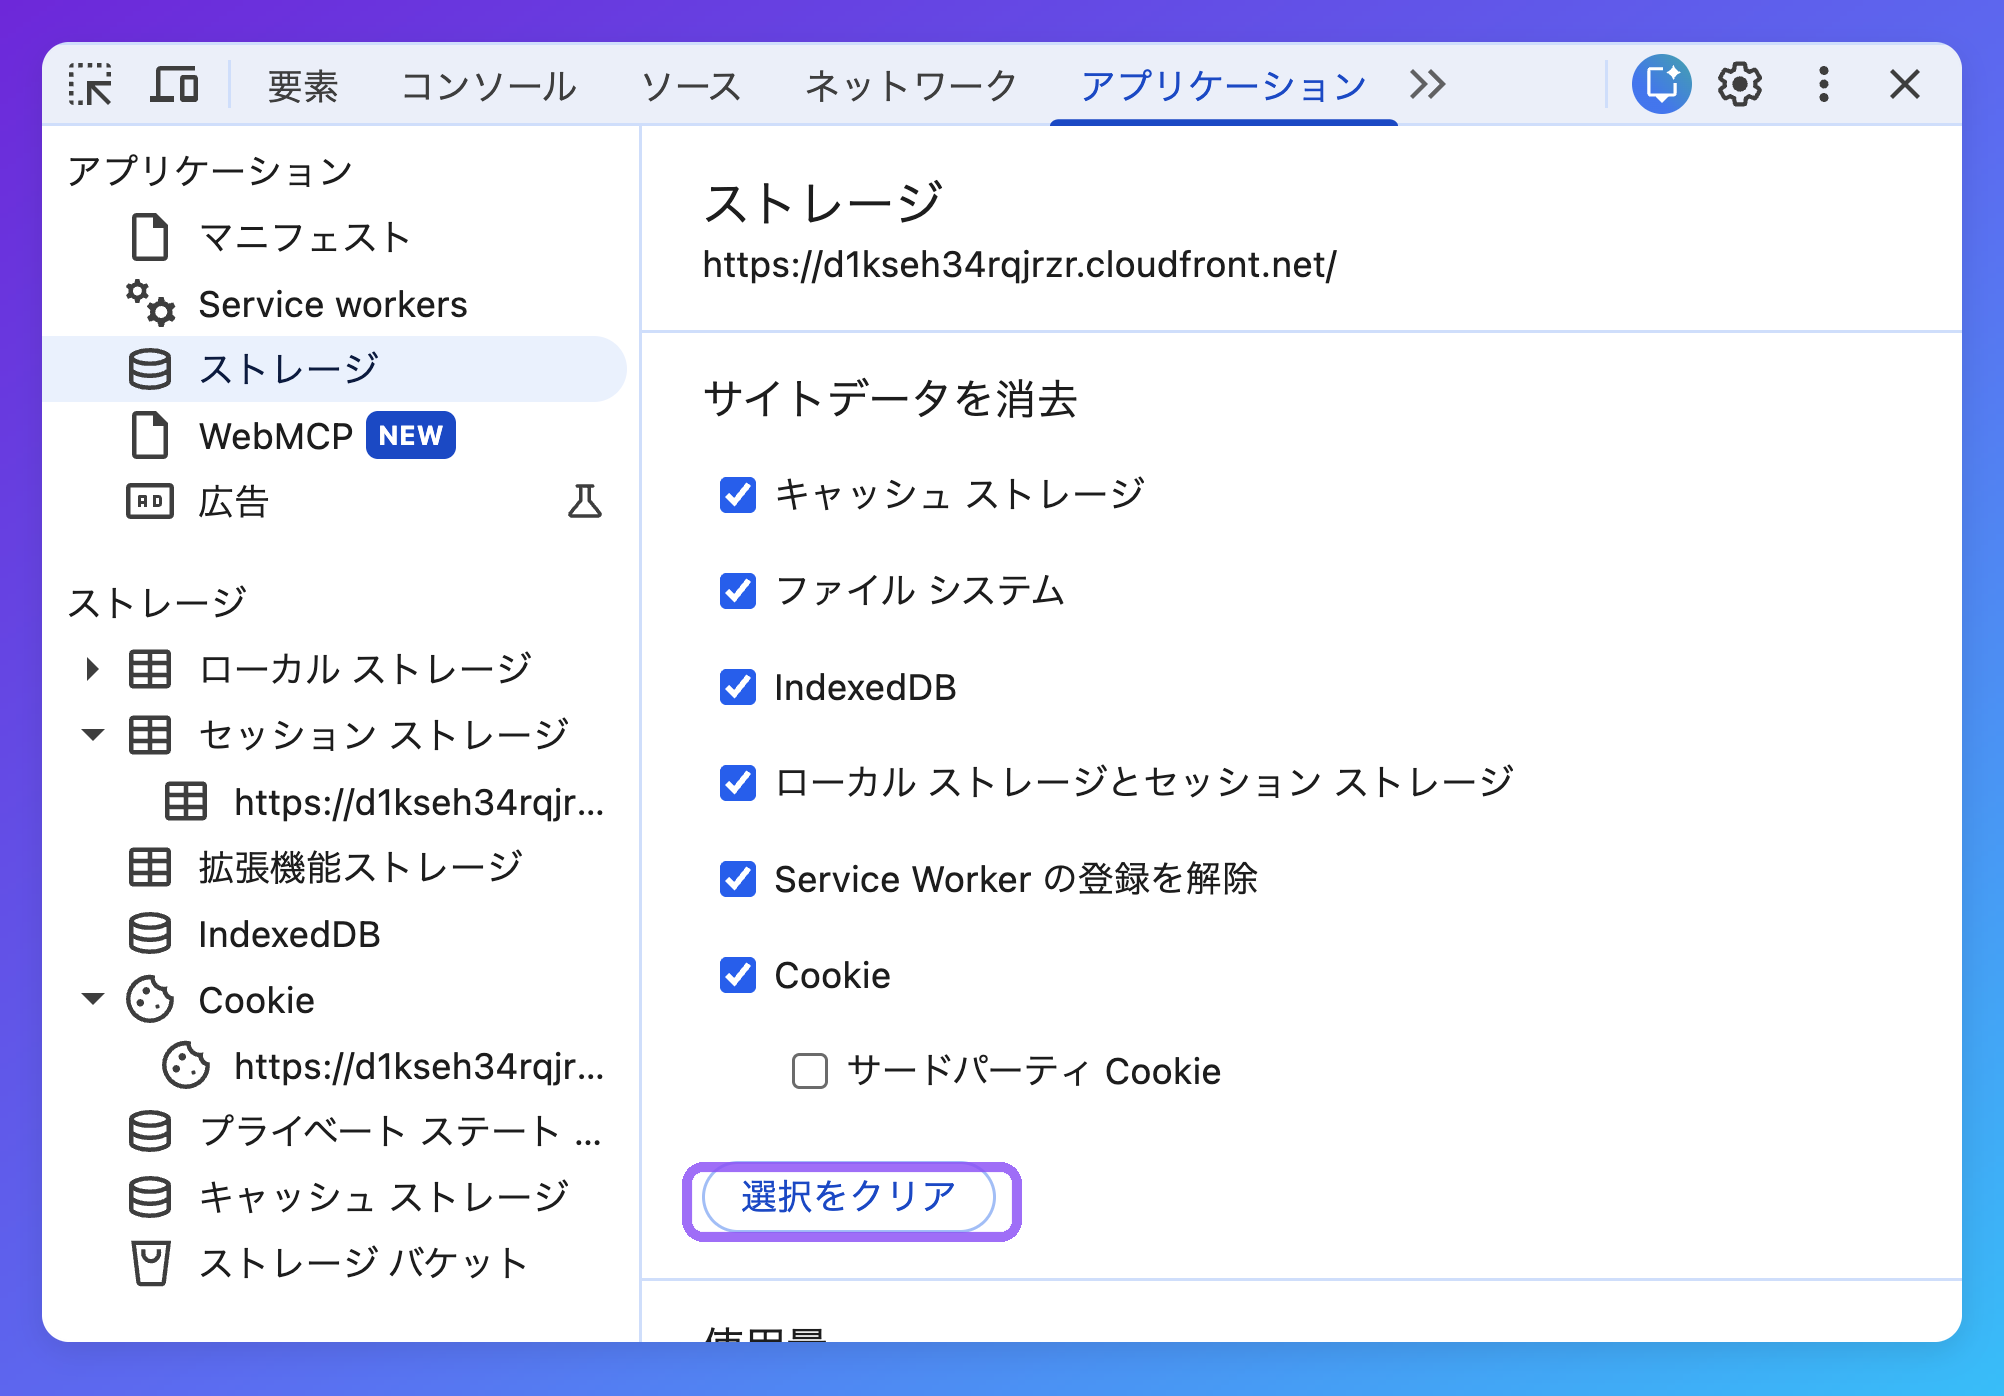 要素 コンソール ソース ネットワーク アプリケーション
アプリケーション
マニフェスト
Service workers
ストレージ
WebMCP NEW
AD 広告
ストレージ
ローカル ストレージ
セッション ストレージ
https://d1kseh34rqjr...
拡張機能ストレージ
IndexedDB
Cookie
https://d1kseh34rqjr...
プライベート ステート ...
キャッシュ ストレージ
ストレージ バケット
ストレージ
https://d1kseh34rqjrzr.cloudfront.net/
サイトデータを消去
キャッシュ ストレージ
ファイル システム
IndexedDB
ローカル ストレージとセッション ストレージ
Service Worker の登録を解除
Cookie
サードパーティ Cookie
選択をクリア
使用量